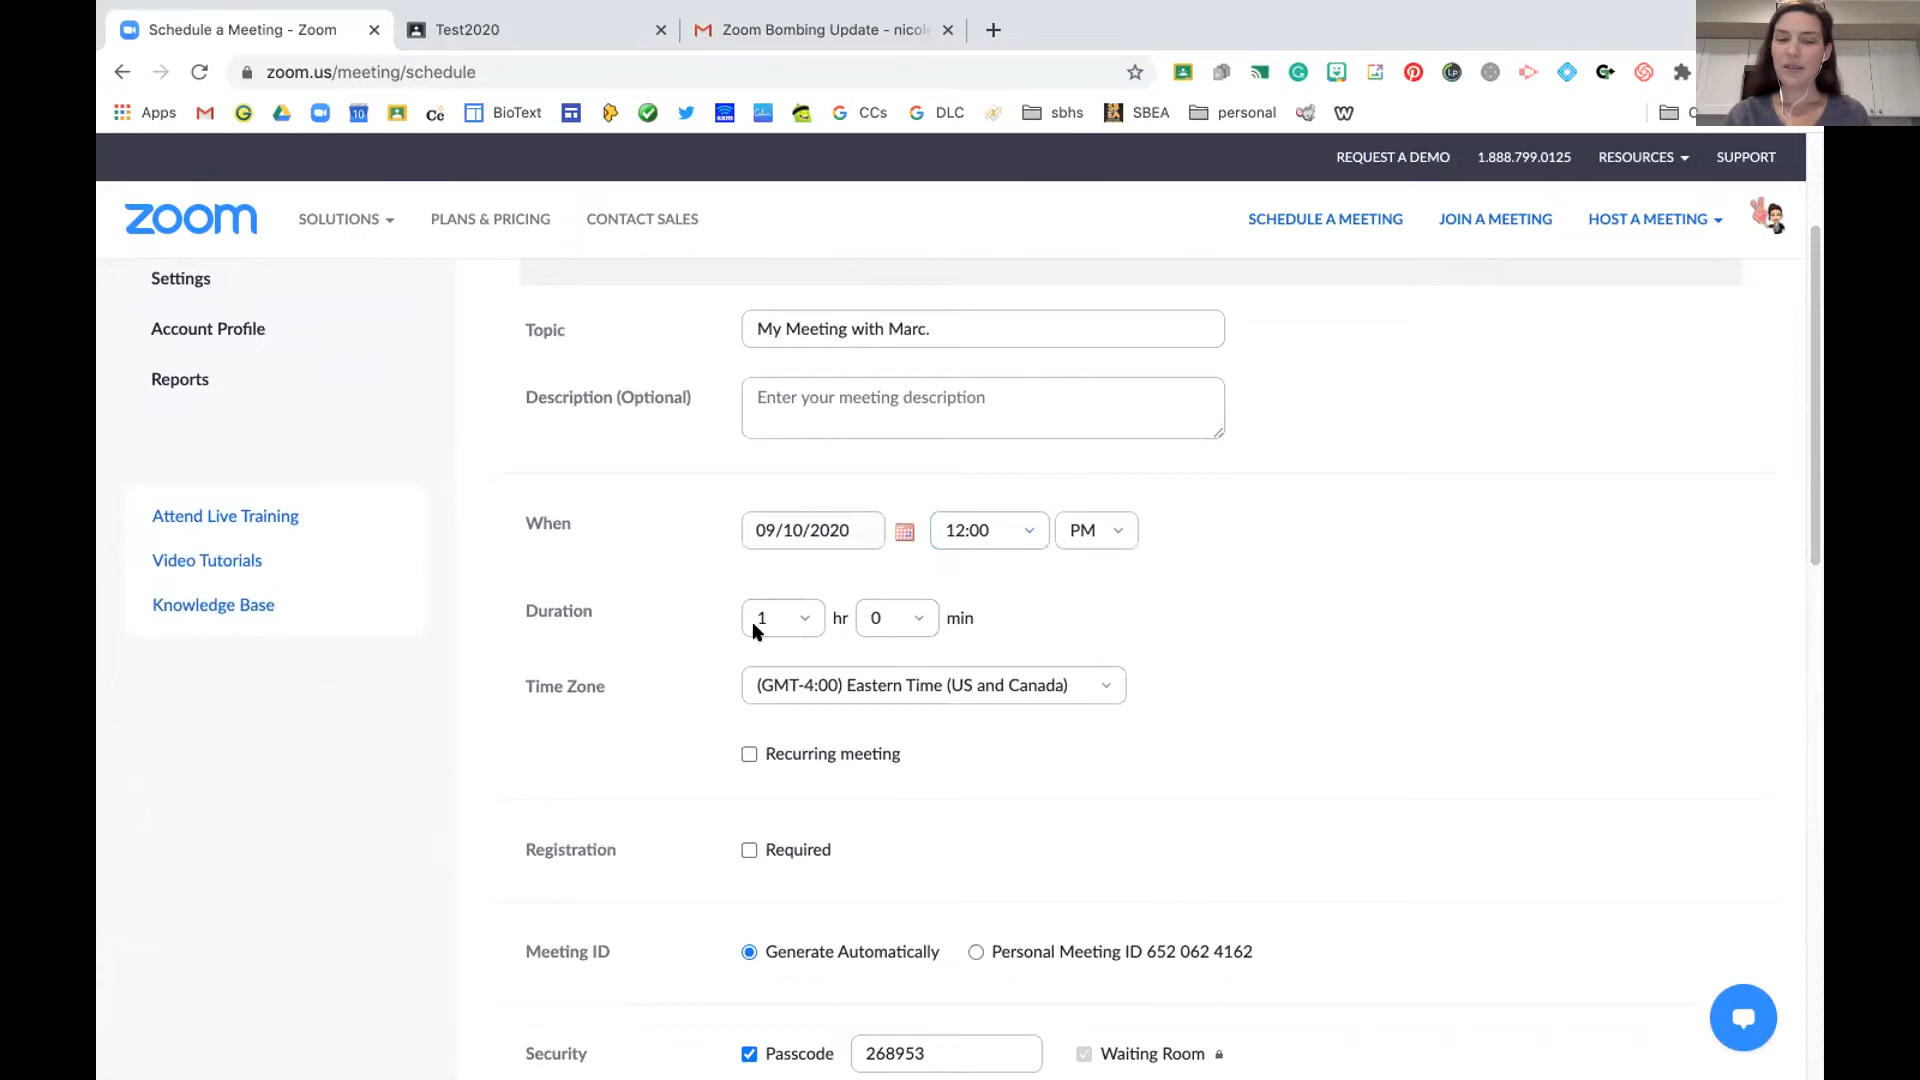 Schedule a Meeting - Zoom
Test2020
Zoom Bombing Update - nicol
zoom.us/meeting/schedule
Apps
BioText
CCs
DLC
sbhs
SBEA
personal
REQUEST A DEMO 1.888.799.0125 RESOURCES SUPPORT
zoom SOLUTIONS PLANS & PRICING CONTACT SALES SCHEDULE A MEETING JOIN A MEETING HOST A MEETING
Settings
Account Profile
Reports
Attend Live Training
Video Tutorials
Knowledge Base
Topic My Meeting with Marc.
Description (Optional) Enter your meeting description
When 09/10/2020 12:00 PM
Duration 1 hr 0 min
Time Zone (GMT-4:00) Eastern Time (US and Canada)
Recurring meeting
Registration Required
Meeting ID Generate Automatically Personal Meeting ID 652 062 4162
Security Passcode 268953 Waiting Room